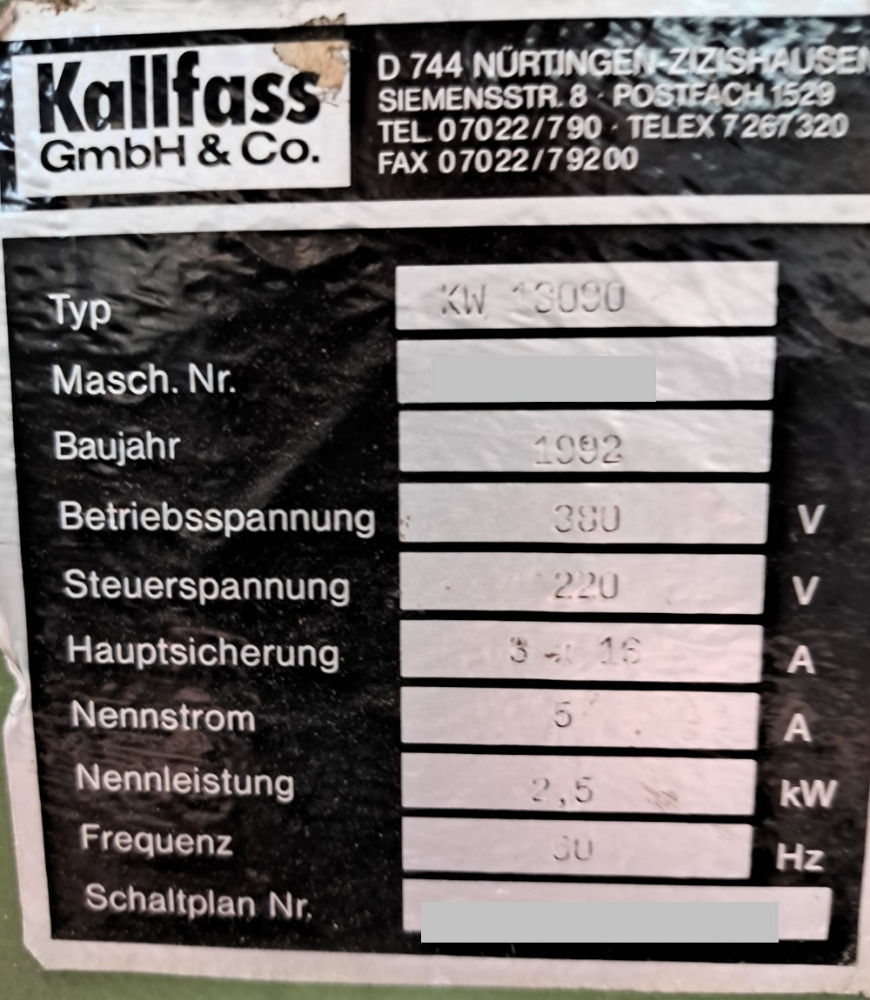 Kallfass
GmbH & Co.
D 744 NÜRTINGEN-ZIZISHAUSEN
SIEMENSSTR. 8 · POSTFACH 1529
TEL. 07022/790 · TELEX 7267320
FAX 07022/79200
Typ KW
Masch. Nr.
Baujahr 1992
Betriebsspannung 380 V
Steuerspannung 220 V
Hauptsicherung 3 16 A
Nennstrom 5 A
Nennleistung 2,5 kW
Frequenz Hz
Schaltplan Nr.